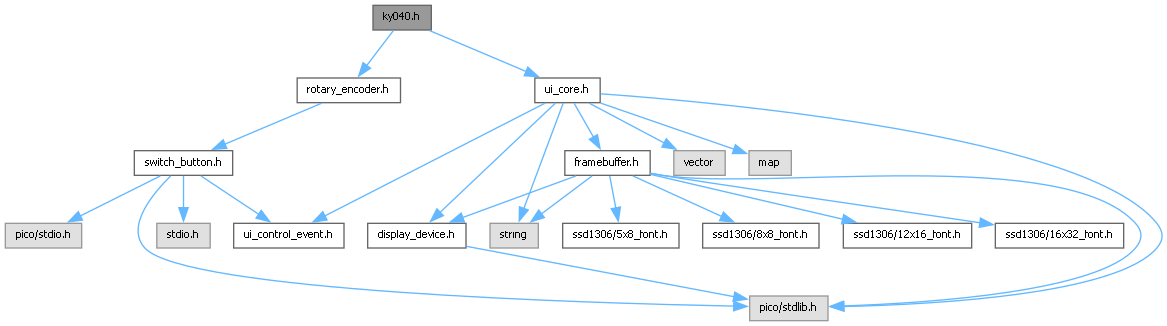 ky040.h
rotary_encoder.h
ui_core.h
switch_button.h
framebuffer.h
vector
map
pico/stdio.h
stdio.h
ui_control_event.h
display_device.h
string
ssd1306/5x8_font.h
ssd1306/8x8_font.h
ssd1306/12x16_font.h
ssd1306/16x32_font.h
pico/stdlib.h